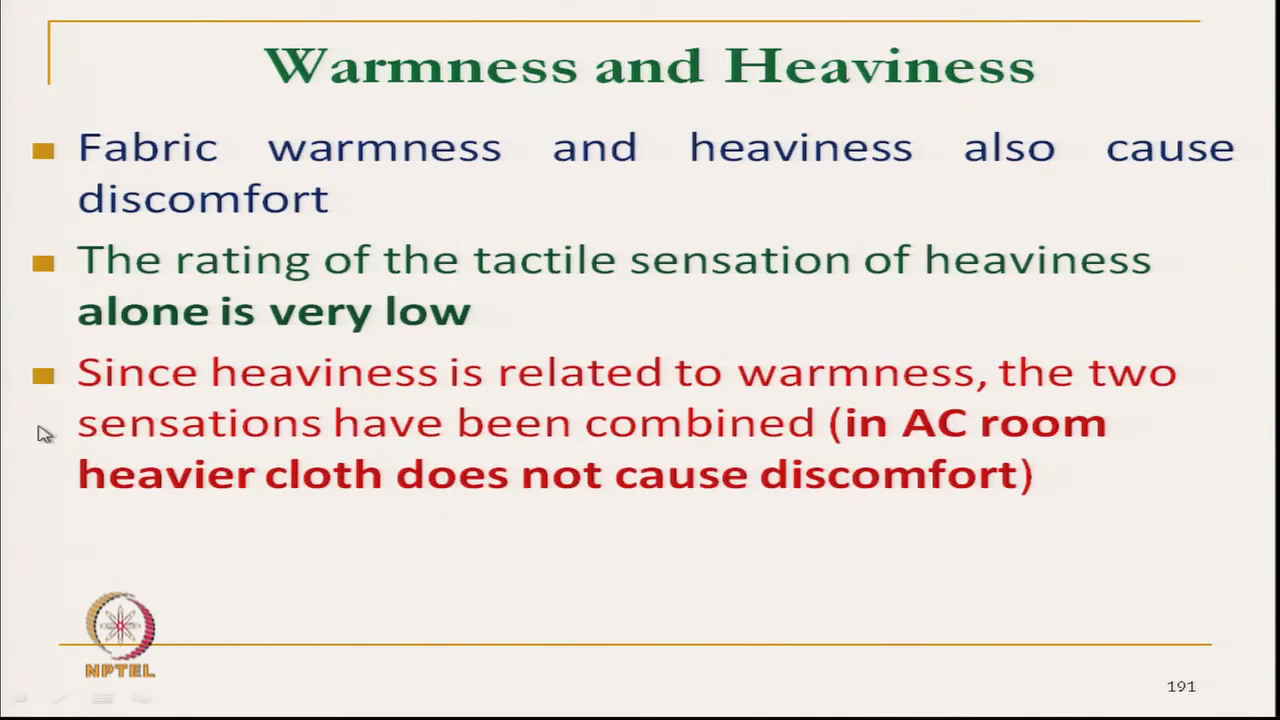 Warmness and Heaviness
Fabric warmness and heaviness also cause
discomfort
The rating of the tactile sensation of heaviness
alone is very low
Since heaviness is related to warmness, the two
sensations have been combined (in AC room
heavier cloth does not cause discomfort)
NPTEL
191